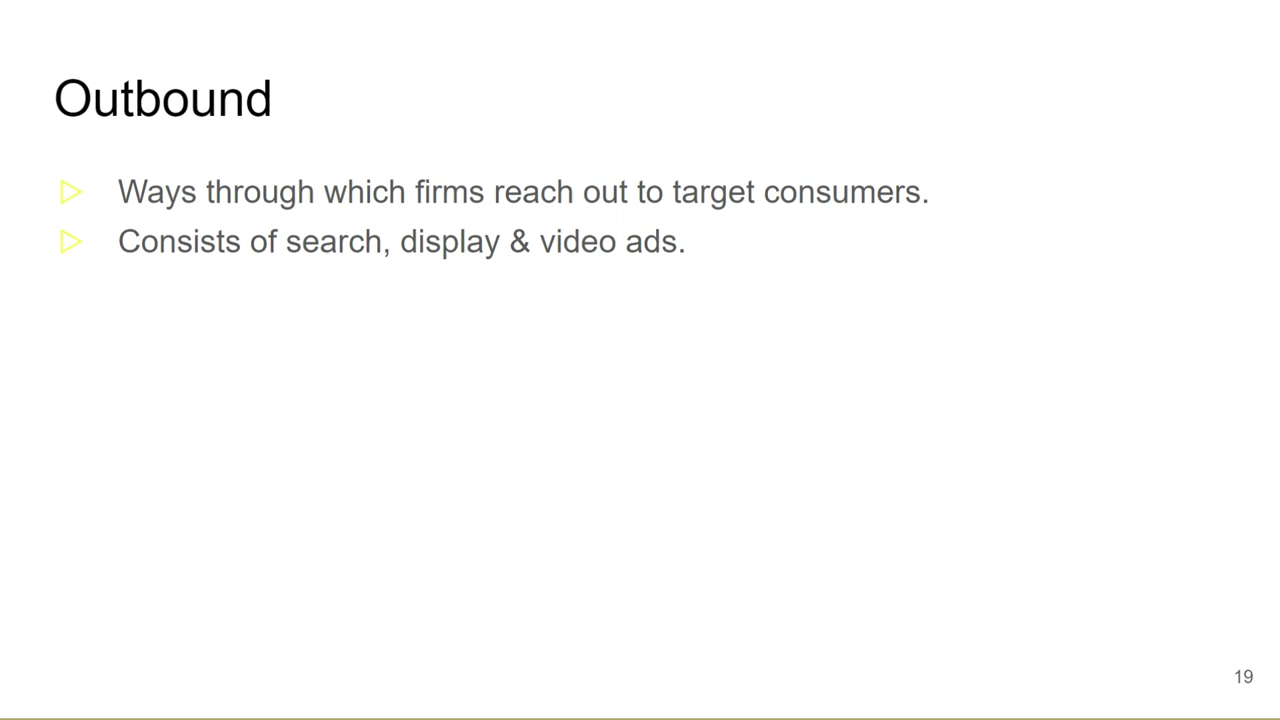 Outbound
Ways through which firms reach out to target consumers.
Consists of search, display & video ads.
19